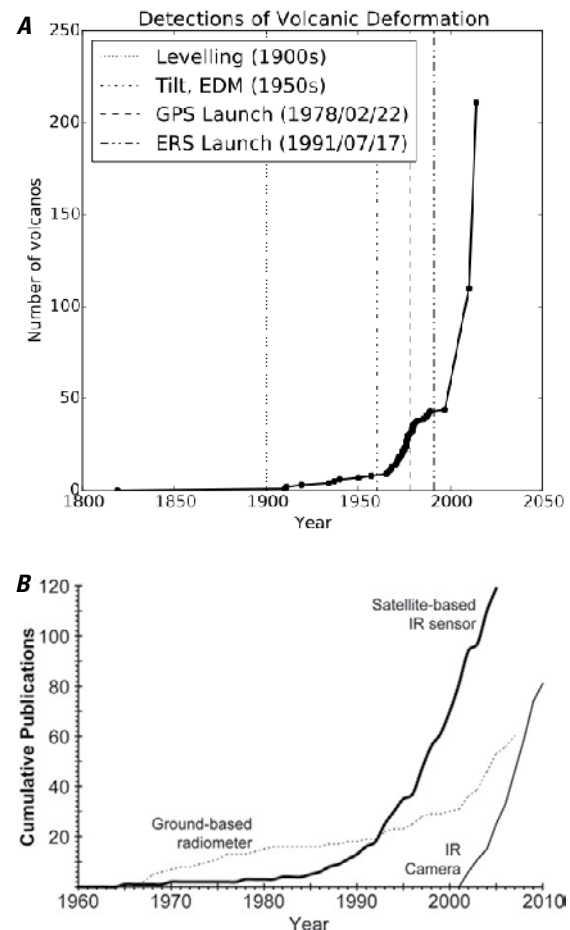 A
Detections of Volcanic Deformation
Levelling (1900s)
Tilt, EDM (1950s)
GPS Launch (1978/02/22)
ERS Launch (1991/07/17)
Number of volcanos
250
200
150
100
50
0
1800
1850
1900
1950
2000
2050
Year
B
Cumulative Publications
120
100
80
60
40
20
Satellite-based
IR sensor
Ground-based
radiometer
IR
Camera
1960
1970
1980
1990
2000
2010
Year